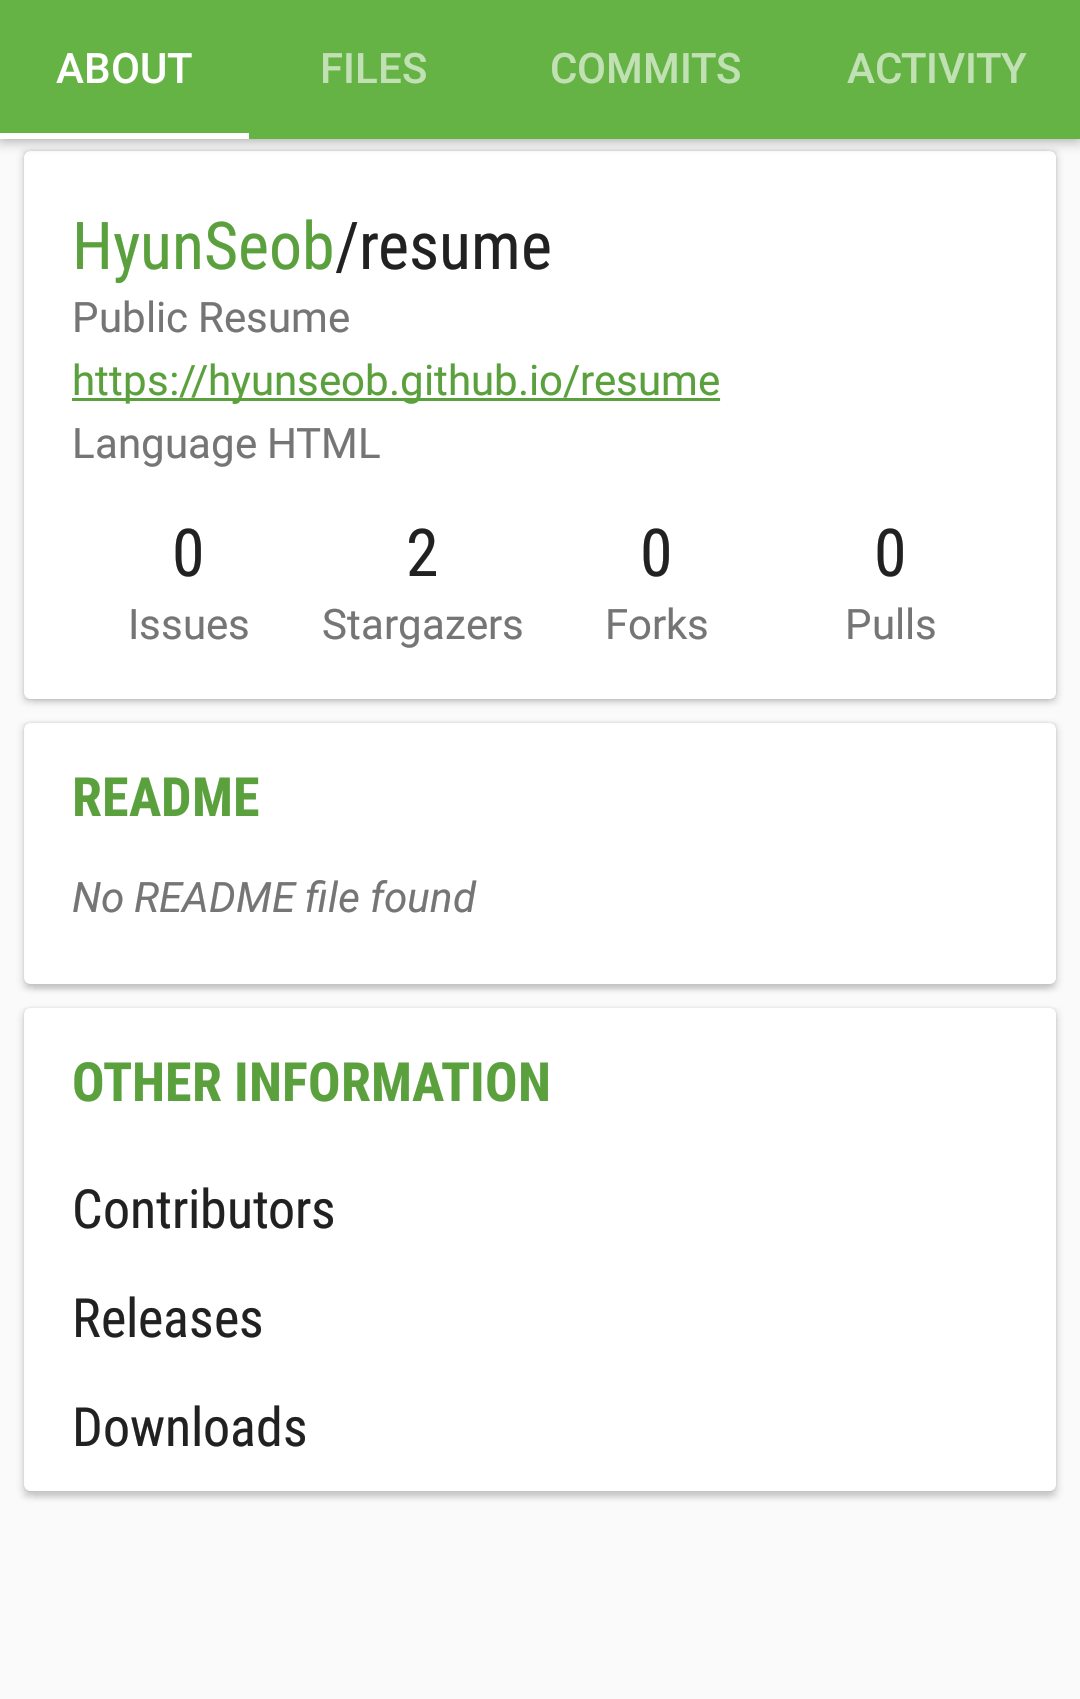 ABOUT FILES COMMITS ACTIVITY
HyunSeob/resume
Public Resume
https://hyunseob.github.io/resume
Language HTML
0 2 0 0
Issues Stargazers Forks Pulls
README
No README file found
OTHER INFORMATION
Contributors
Releases
Downloads